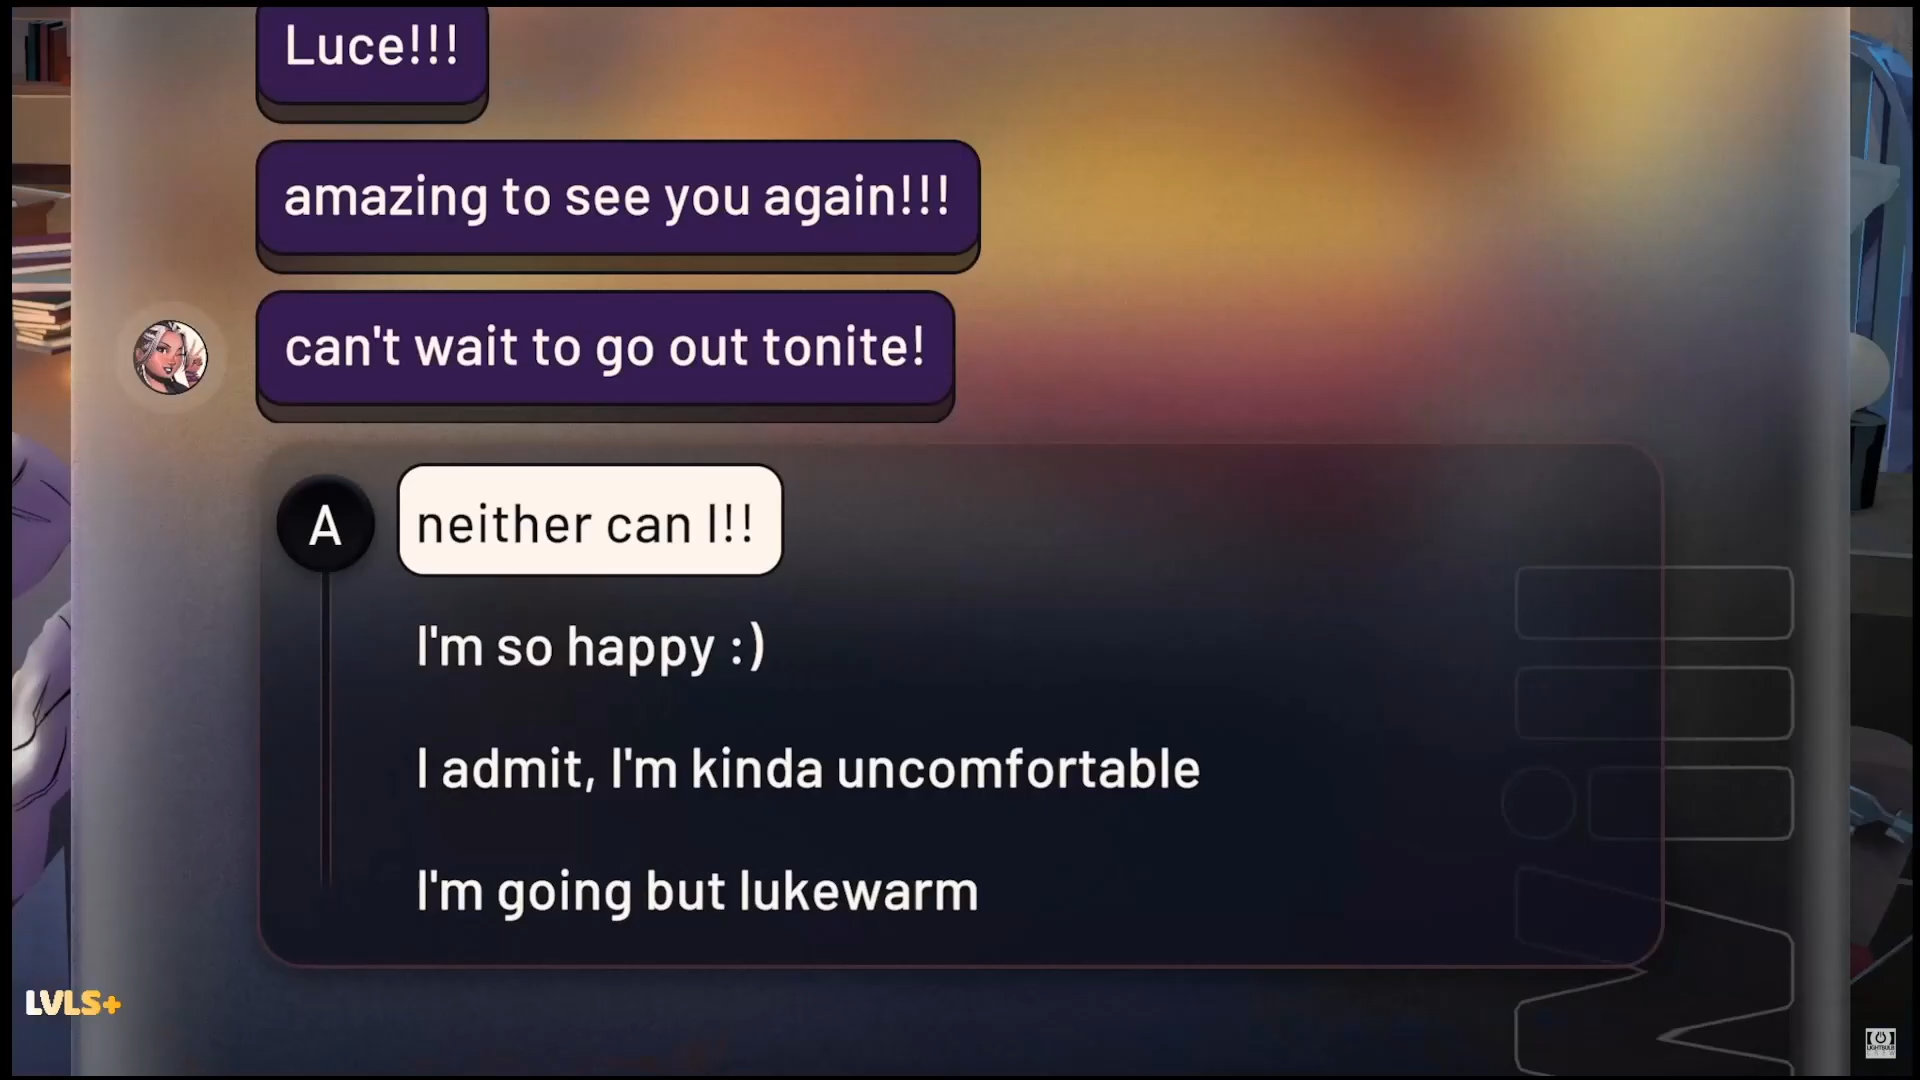 Luce!!!
amazing to see you again!!!
can't wait to go out tonite!
A
neither can I!!
I'm so happy :)
I admit, I'm kinda uncomfortable
I'm going but lukewarm
LVLS+